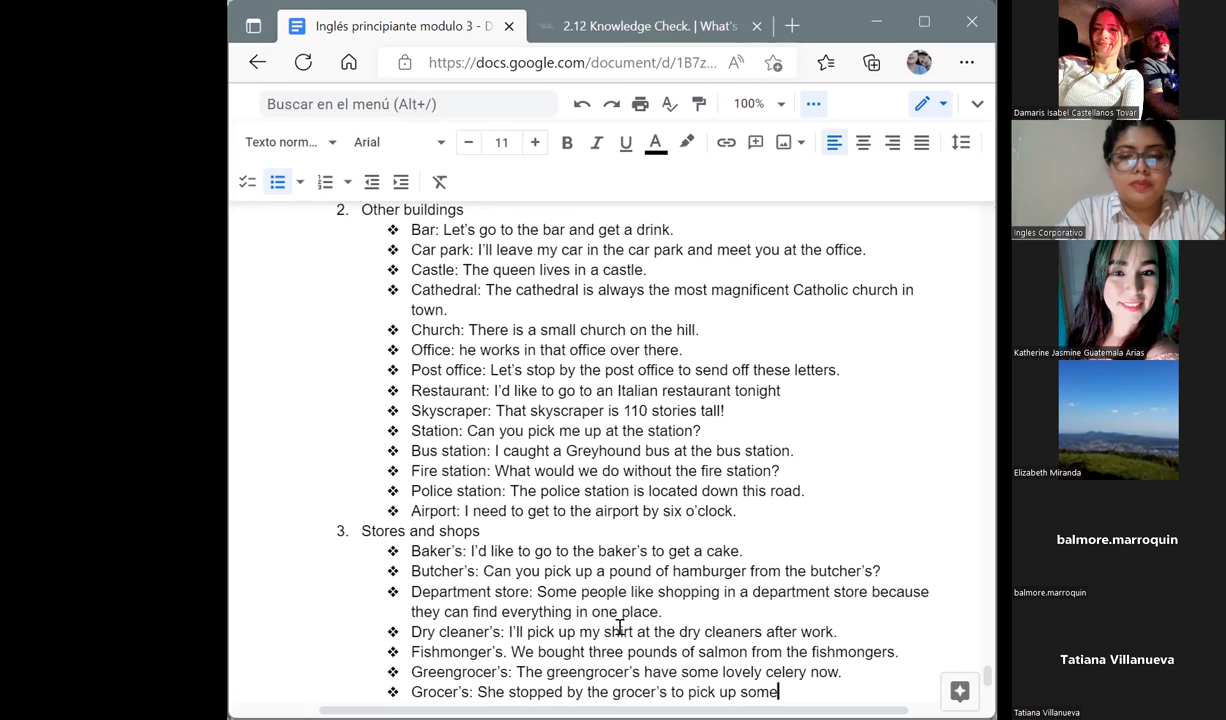 Inglés principiante modulo 3 - D
2.12 Knowledge Check. | What's
https://docs.google.com/document/d/1B7z...
Buscar en el menú (Alt+/)
100%
Texto norm...
Arial
11
2. Other buildings
❖ Bar: Let's go to the bar and get a drink.
❖ Car park: I'll leave my car in the car park and meet you at the office.
❖ Castle: The queen lives in a castle.
❖ Cathedral: The cathedral is always the most magnificent Catholic church in
town.
❖ Church: There is a small church on the hill.
❖ Office: he works in that office over there.
❖ Post office: Let's stop by the post office to send off these letters.
❖ Restaurant: I'd like to go to an Italian restaurant tonight
❖ Skyscraper: That skyscraper is 110 stories tall!
❖ Station: Can you pick me up at the station?
❖ Bus station: I caught a Greyhound bus at the bus station.
❖ Fire station: What would we do without the fire station?
❖ Police station: The police station is located down this road.
❖ Airport: I need to get to the airport by six o'clock.
3. Stores and shops
❖ Baker's: I'd like to go to the baker's to get a cake.
❖ Butcher's: Can you pick up a pound of hamburger from the butcher's?
❖ Department store: Some people like shopping in a department store because
they can find everything in one place.
❖ Dry cleaner's: I'll pick up my shirt at the dry cleaners after work.
❖ Fishmonger's. We bought three pounds of salmon from the fishmongers.
❖ Greengrocer's: The greengrocer's have some lovely celery now.
❖ Grocer's: She stopped by the grocer's to pick up some
Damaris Isabel Castellanos Tovar
Ingles Corporativo
Katherine Jasmine Guatemala Arias
Elizabeth Miranda
balmore.marroquin
balmore.marroquin
Tatiana Villanueva
Tatiana Villanueva